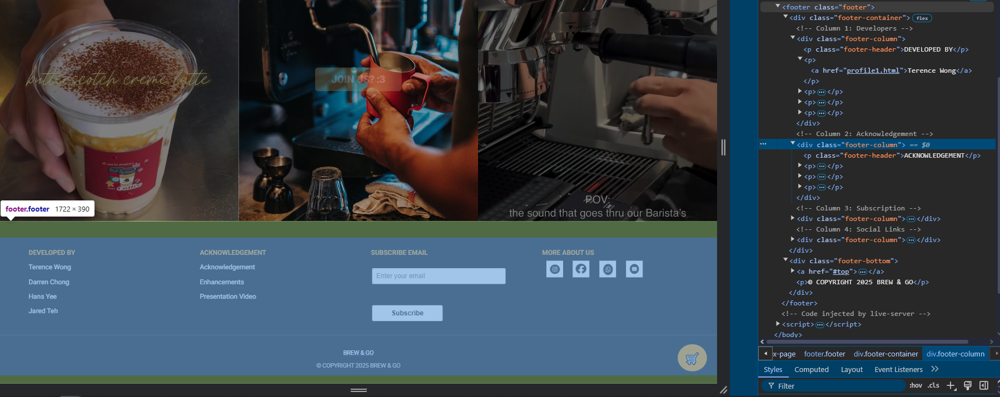 butterscotch creme latte
JOIN US? :3
POV:
the sound that goes thru our Barista's
footer.footer 1722 × 390
DEVELOPED BY
Terence Wong
Darren Chong
Hans Yee
Jared Teh
ACKNOWLEDGEMENT
Acknowledgement
Enhancements
Presentation Video
SUBSCRIBE EMAIL
Enter your email
Subscribe
MORE ABOUT US
BREW & GO
© COPYRIGHT 2025 BREW & GO
<footer class="footer">
<div class="footer-container"> flex
<!-- Column 1: Developers -->
<div class="footer-column">
<p class="footer-header">DEVELOPED BY</p>
<p>
<a href="profile1.html">Terence Wong</a>
</p>
<p>…</p>
<p>…</p>
<p>…</p>
</div>
<!-- Column 2: Acknowledgement -->
<div class="footer-column"> == $0
<p class="footer-header">ACKNOWLEDGEMENT</p>
<p>…</p>
<p>…</p>
<p>…</p>
</div>
<!-- Column 3: Subscription -->
<div class="footer-column">…</div>
<!-- Column 4: Social Links -->
<div class="footer-column">…</div>
</div>
<div class="footer-bottom">
<a href="#top">…</a>
<p>© COPYRIGHT 2025 BREW & GO</p>
</div>
</footer>
<!-- Code injected by live-server -->
<script>…</script>
</body>
x-page footer.footer div.footer-container div.footer-column
Styles Computed Layout Event Listeners
Filter :hov .cls